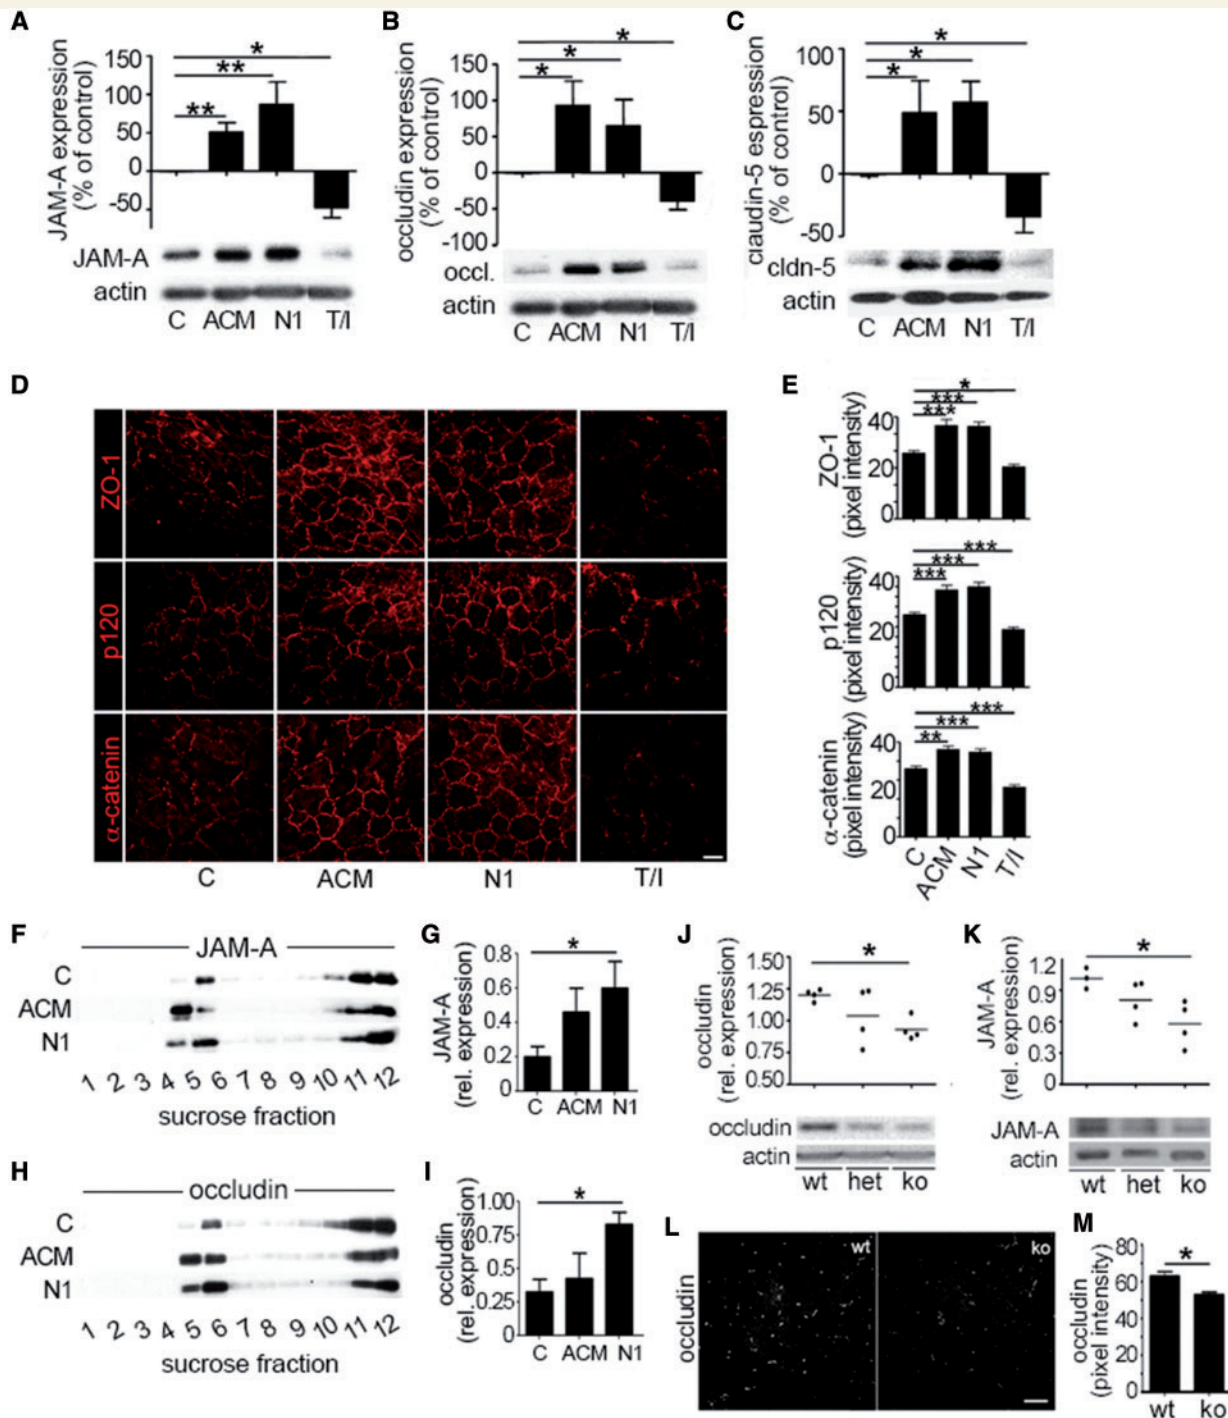 A
JAM-A expression
(% of control)
150
100
50
0
-50
*
**
**
JAM-A
actin
C ACM N1 T/I
B
occludin expression
(% of control)
150
100
50
0
-50
-100
*
*
*
occl.
actin
C ACM N1 T/I
C
claudin-5 espression
(% of control)
100
50
0
-50
*
*
*
cldn-5
actin
C ACM N1 T/I
D
ZO-1
p120
α-catenin
C ACM N1 T/I
E
ZO-1
(pixel intensity)
40
20
0
*
***
***
p120
(pixel intensity)
40
20
0
***
***
***
α-catenin
(pixel intensity)
40
20
0
***
***
**
C ACM N1 T/I
F
JAM-A
C
ACM
N1
1 2 3 4 5 6 7 8 9 10 11 12
sucrose fraction
G
JAM-A
(rel. expression)
0.8
0.6
0.4
0.2
0
*
C ACM N1
H
occludin
C
ACM
N1
1 2 3 4 5 6 7 8 9 10 11 12
sucrose fraction
I
occludin
(rel. expression)
1.00
0.75
0.5
0.25
0
*
C ACM N1
J
occludin
(rel. expression)
1.50
1.25
1.00
0.75
0.50
*
occludin
actin
wt het ko
K
JAM-A
(rel. expression)
1.2
0.9
0.6
0.3
0
*
JAM-A
actin
wt het ko
L
occludin
wt
ko
M
occludin
(pixel intensity)
80
60
40
20
0
*
wt ko